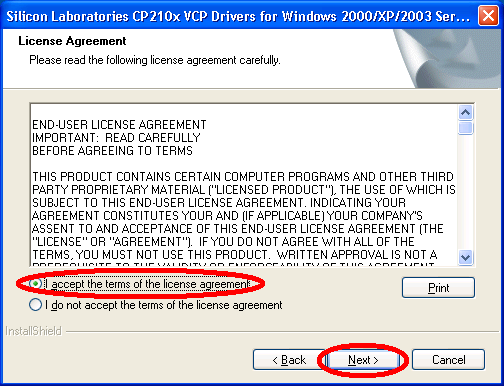 Silicon Laboratories CP210x VCP Drivers for Windows 2000/XP/2003 Ser...
License Agreement
Please read the following license agreement carefully.
END-USER LICENSE AGREEMENT
IMPORTANT: READ CAREFULLY
BEFORE AGREEING TO TERMS
THIS PRODUCT CONTAINS CERTAIN COMPUTER PROGRAMS AND OTHER THIRD
PARTY PROPRIETARY MATERIAL ("LICENSED PRODUCT"), THE USE OF WHICH IS
SUBJECT TO THIS END-USER LICENSE AGREEMENT. INDICATING YOUR
AGREEMENT CONSTITUTES YOUR AND (IF APPLICABLE) YOUR COMPANY'S
ASSENT TO AND ACCEPTANCE OF THIS END-USER LICENSE AGREEMENT (THE
"LICENSE" OR "AGREEMENT"). IF YOU DO NOT AGREE WITH ALL OF THE
TERMS, YOU MUST NOT USE THIS PRODUCT. WRITTEN APPROVAL IS NOT A
PREREQUISITE TO THE VALIDITY OR ENFORCEABILITY OF THIS AGREEMENT
I accept the terms of the license agreement
Print
I do not accept the terms of the license agreement
InstallShield
< Back
Next >
Cancel